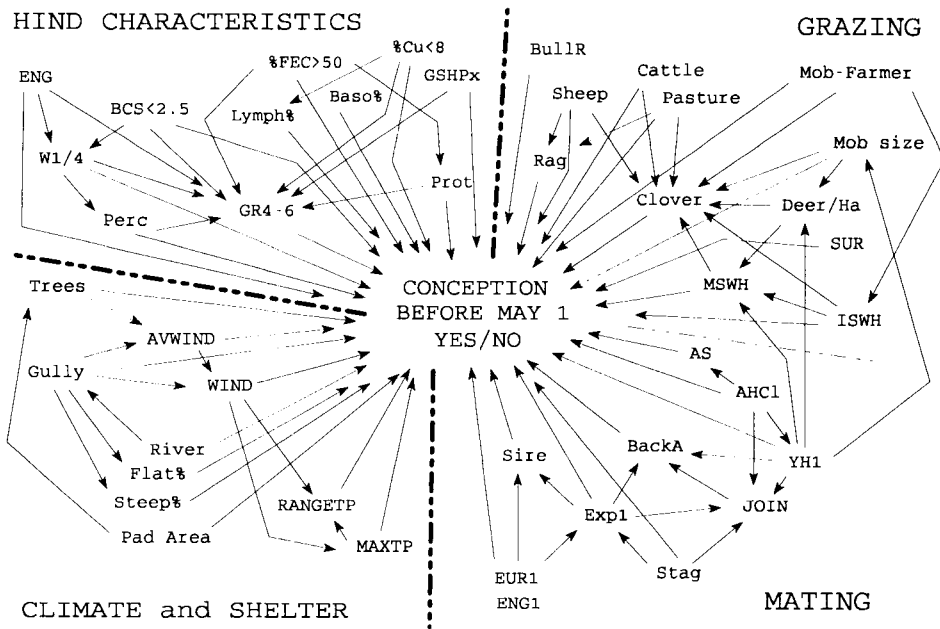 HIND CHARACTERISTICS
GRAZING
%Cu<8
BullR
%FEC>50
ENG
GSHPx
Cattle
Mob-Farmer
Baso%
Sheep
Pasture
BCS<2.5
Lymph%
Mob size
W1/4
Rag
Prot
Clover
Deer/Ha
Perc
GR4-6
SUR
Trees
CONCEPTION
BEFORE MAY 1
YES/NO
MSWH
ISWH
AVWIND
AS
Gully
WIND
AHCl
River
Sire
BackA
YH1
Flat%
Steep%
RANGETP
Exp1
JOIN
Pad Area
MAXTP
EUR1
ENG1
Stag
CLIMATE and SHELTER
MATING